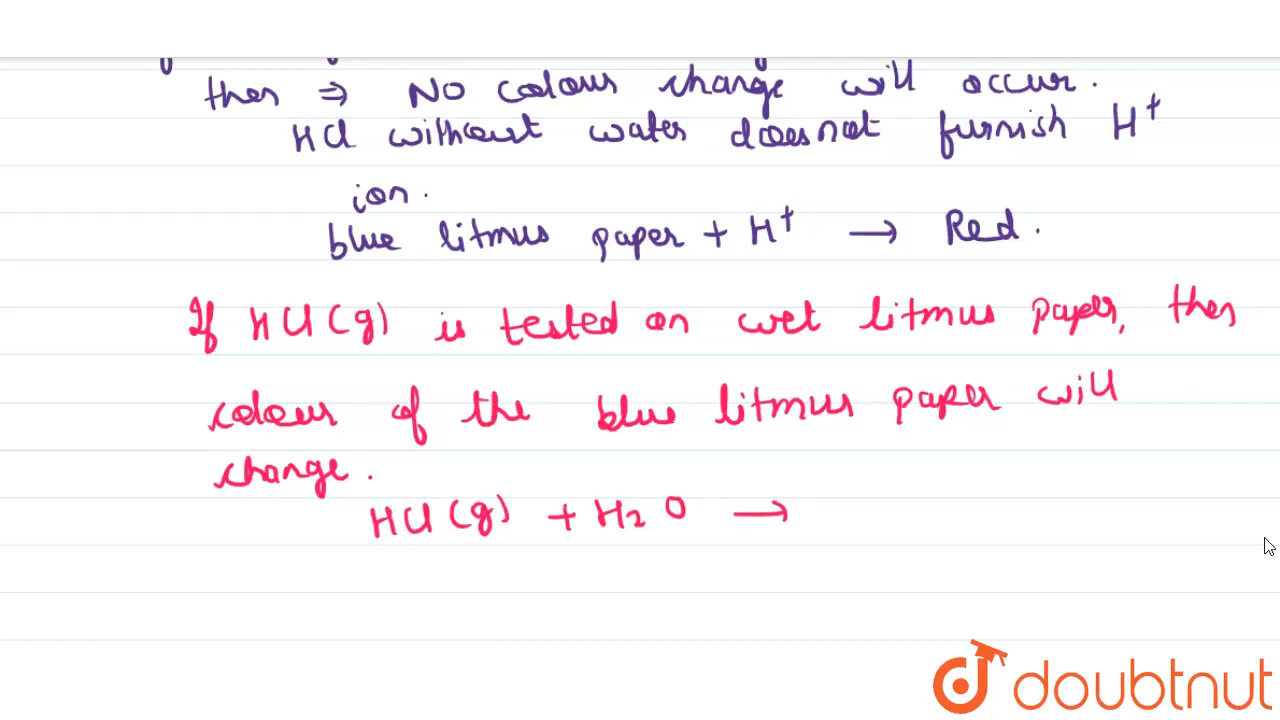 then ⇒ No colour change will occur.
HCl without water doesnot furnish H⁺
ion.
blue litmus paper + H⁺ → Red.
If HCl(g) is tested on wet litmus paper, then
colour of the blue litmus paper will
change.
HCl(g) + H₂O →
doubtnut